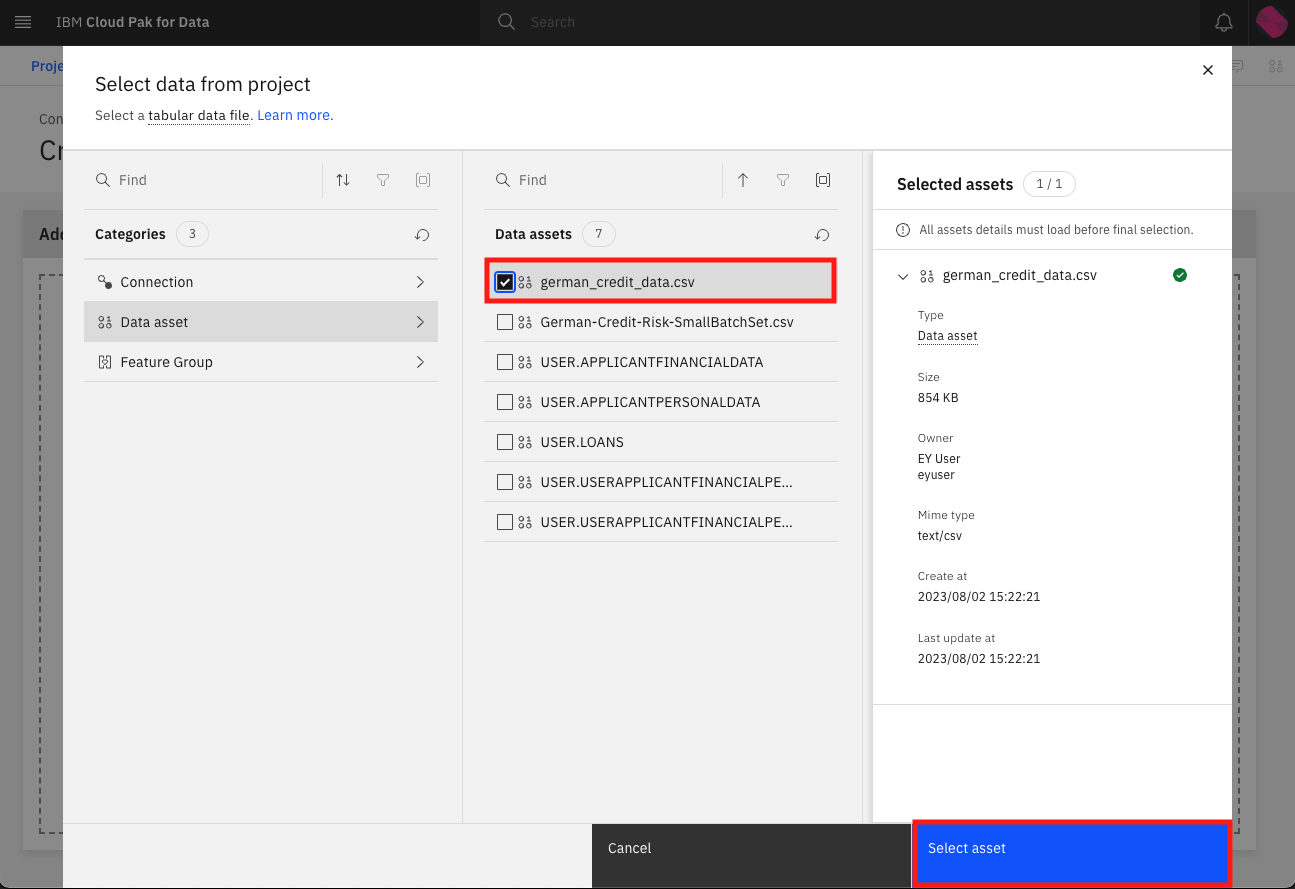 IBM Cloud Pak for Data
Search
Proje
Con
Cr
Add
Select data from project
Select a tabular data file. Learn more.
Find
Categories 3
Connection
Data asset
Feature Group
Find
Data assets 7
german_credit_data.csv
German-Credit-Risk-SmallBatchSet.csv
USER.APPLICANTFINANCIALDATA
USER.APPLICANTPERSONALDATA
USER.LOANS
USER.USERAPPLICANTFINANCIALPE...
USER.USERAPPLICANTFINANCIALPE...
Selected assets 1 / 1
All assets details must load before final selection.
german_credit_data.csv
Type
Data asset
Size
854 KB
Owner
EY User
eyuser
Mime type
text/csv
Create at
2023/08/02 15:22:21
Last update at
2023/08/02 15:22:21
Cancel
Select asset